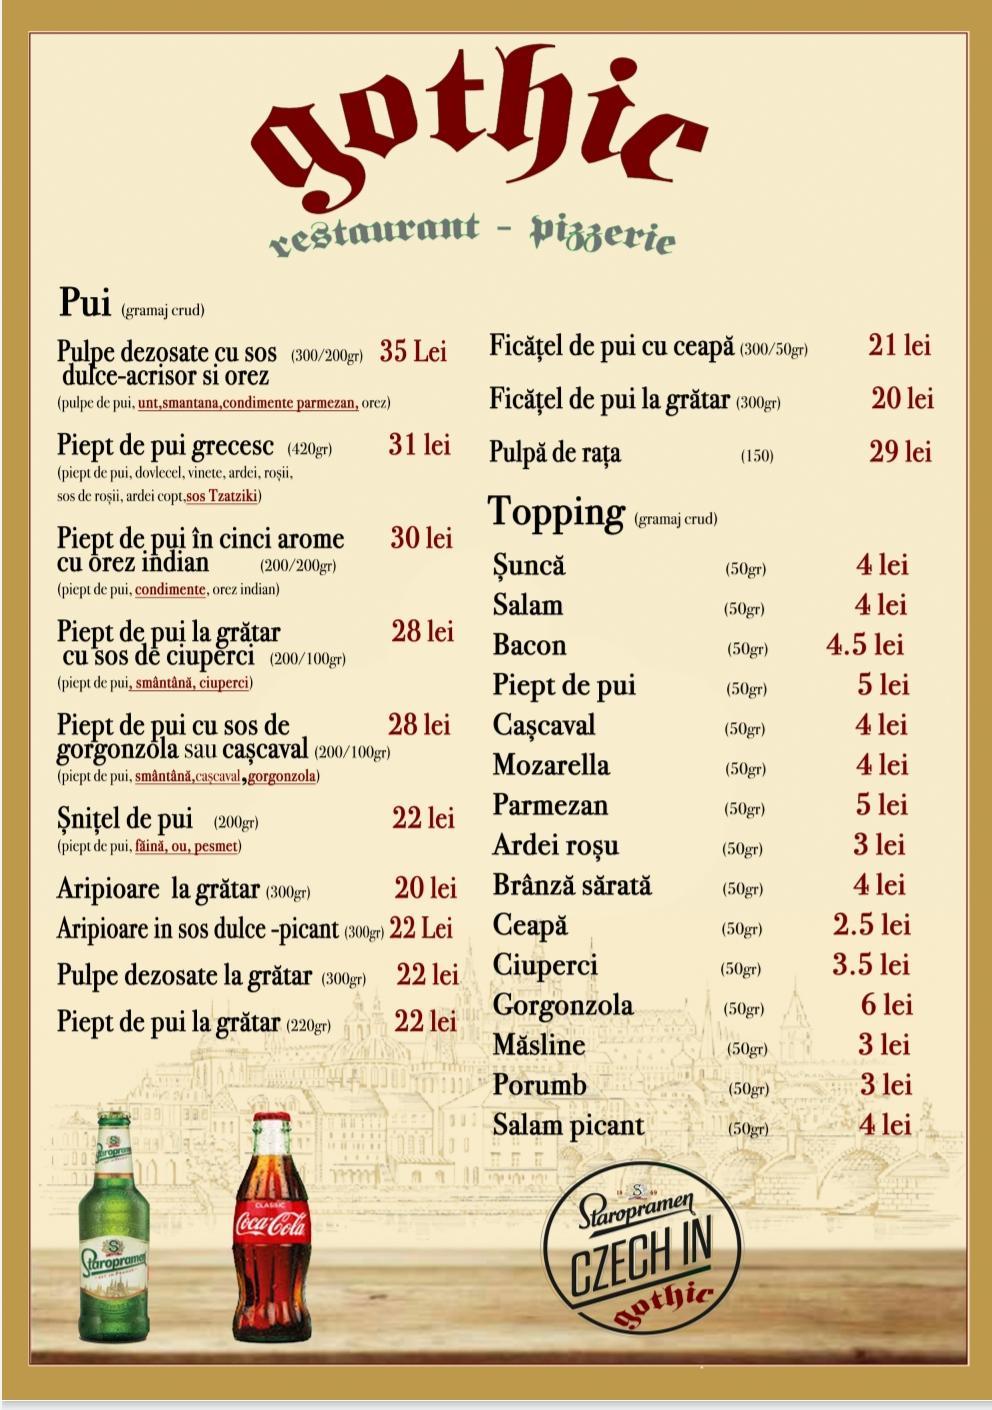 gothic
restaurant - pizzerie
Pui (gramaj crud)
Pulpe dezosate cu sos (300/200gr) 35 Lei
dulce-acrisor si orez
(pulpe de pui, unt,smantana,condimente parmezan, orez)
Piept de pui grecesc (420gr) 31 lei
(piept de pui, dovlecel, vinete, ardei, roșii,
sos de roșii, ardei copt,sos Tzatziki)
Piept de pui în cinci arome 30 lei
cu orez indian (200/200gr)
(piept de pui, condimente, orez indian)
Piept de pui la grătar 28 lei
cu sos de ciuperci (200/100gr)
(piept de pui, smântână, ciuperci)
Piept de pui cu sos de 28 lei
gorgonzola sau cașcaval (200/100gr)
(piept de pui, smântână,cașcaval,gorgonzola)
Șnițel de pui (200gr) 22 lei
(piept de pui, făină, ou, pesmet)
Aripioare la grătar (300gr) 20 lei
Aripioare in sos dulce -picant (300gr) 22 Lei
Pulpe dezosate la grătar (300gr) 22 lei
Piept de pui la grătar (220gr) 22 lei
Ficățel de pui cu ceapă (300/50gr) 21 lei
Ficățel de pui la grătar (300gr) 20 lei
Pulpă de rața (150) 29 lei
Topping (gramaj crud)
Șuncă (50gr) 4 lei
Salam (50gr) 4 lei
Bacon (50gr) 4.5 lei
Piept de pui (50gr) 5 lei
Cașcaval (50gr) 4 lei
Mozarella (50gr) 4 lei
Parmezan (50gr) 5 lei
Ardei roșu (50gr) 3 lei
Brânză sărată (50gr) 4 lei
Ceapă (50gr) 2.5 lei
Ciuperci (50gr) 3.5 lei
Gorgonzola (50gr) 6 lei
Măsline (50gr) 3 lei
Porumb (50gr) 3 lei
Salam picant (50gr) 4 lei
Staropramen
Staropramen
CLASSIC
Coca-Cola
Staropramen
CZECH IN
gothic